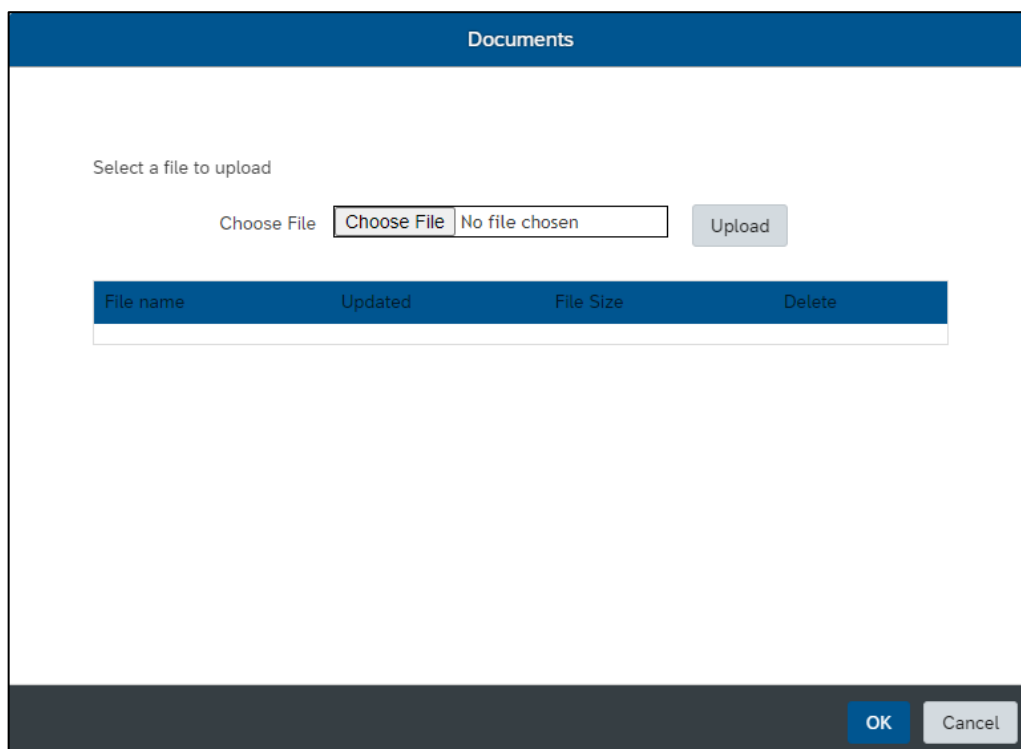 Documents
Select a file to upload
Choose File Choose File No file chosen Upload
File name Updated File Size Delete
OK Cancel